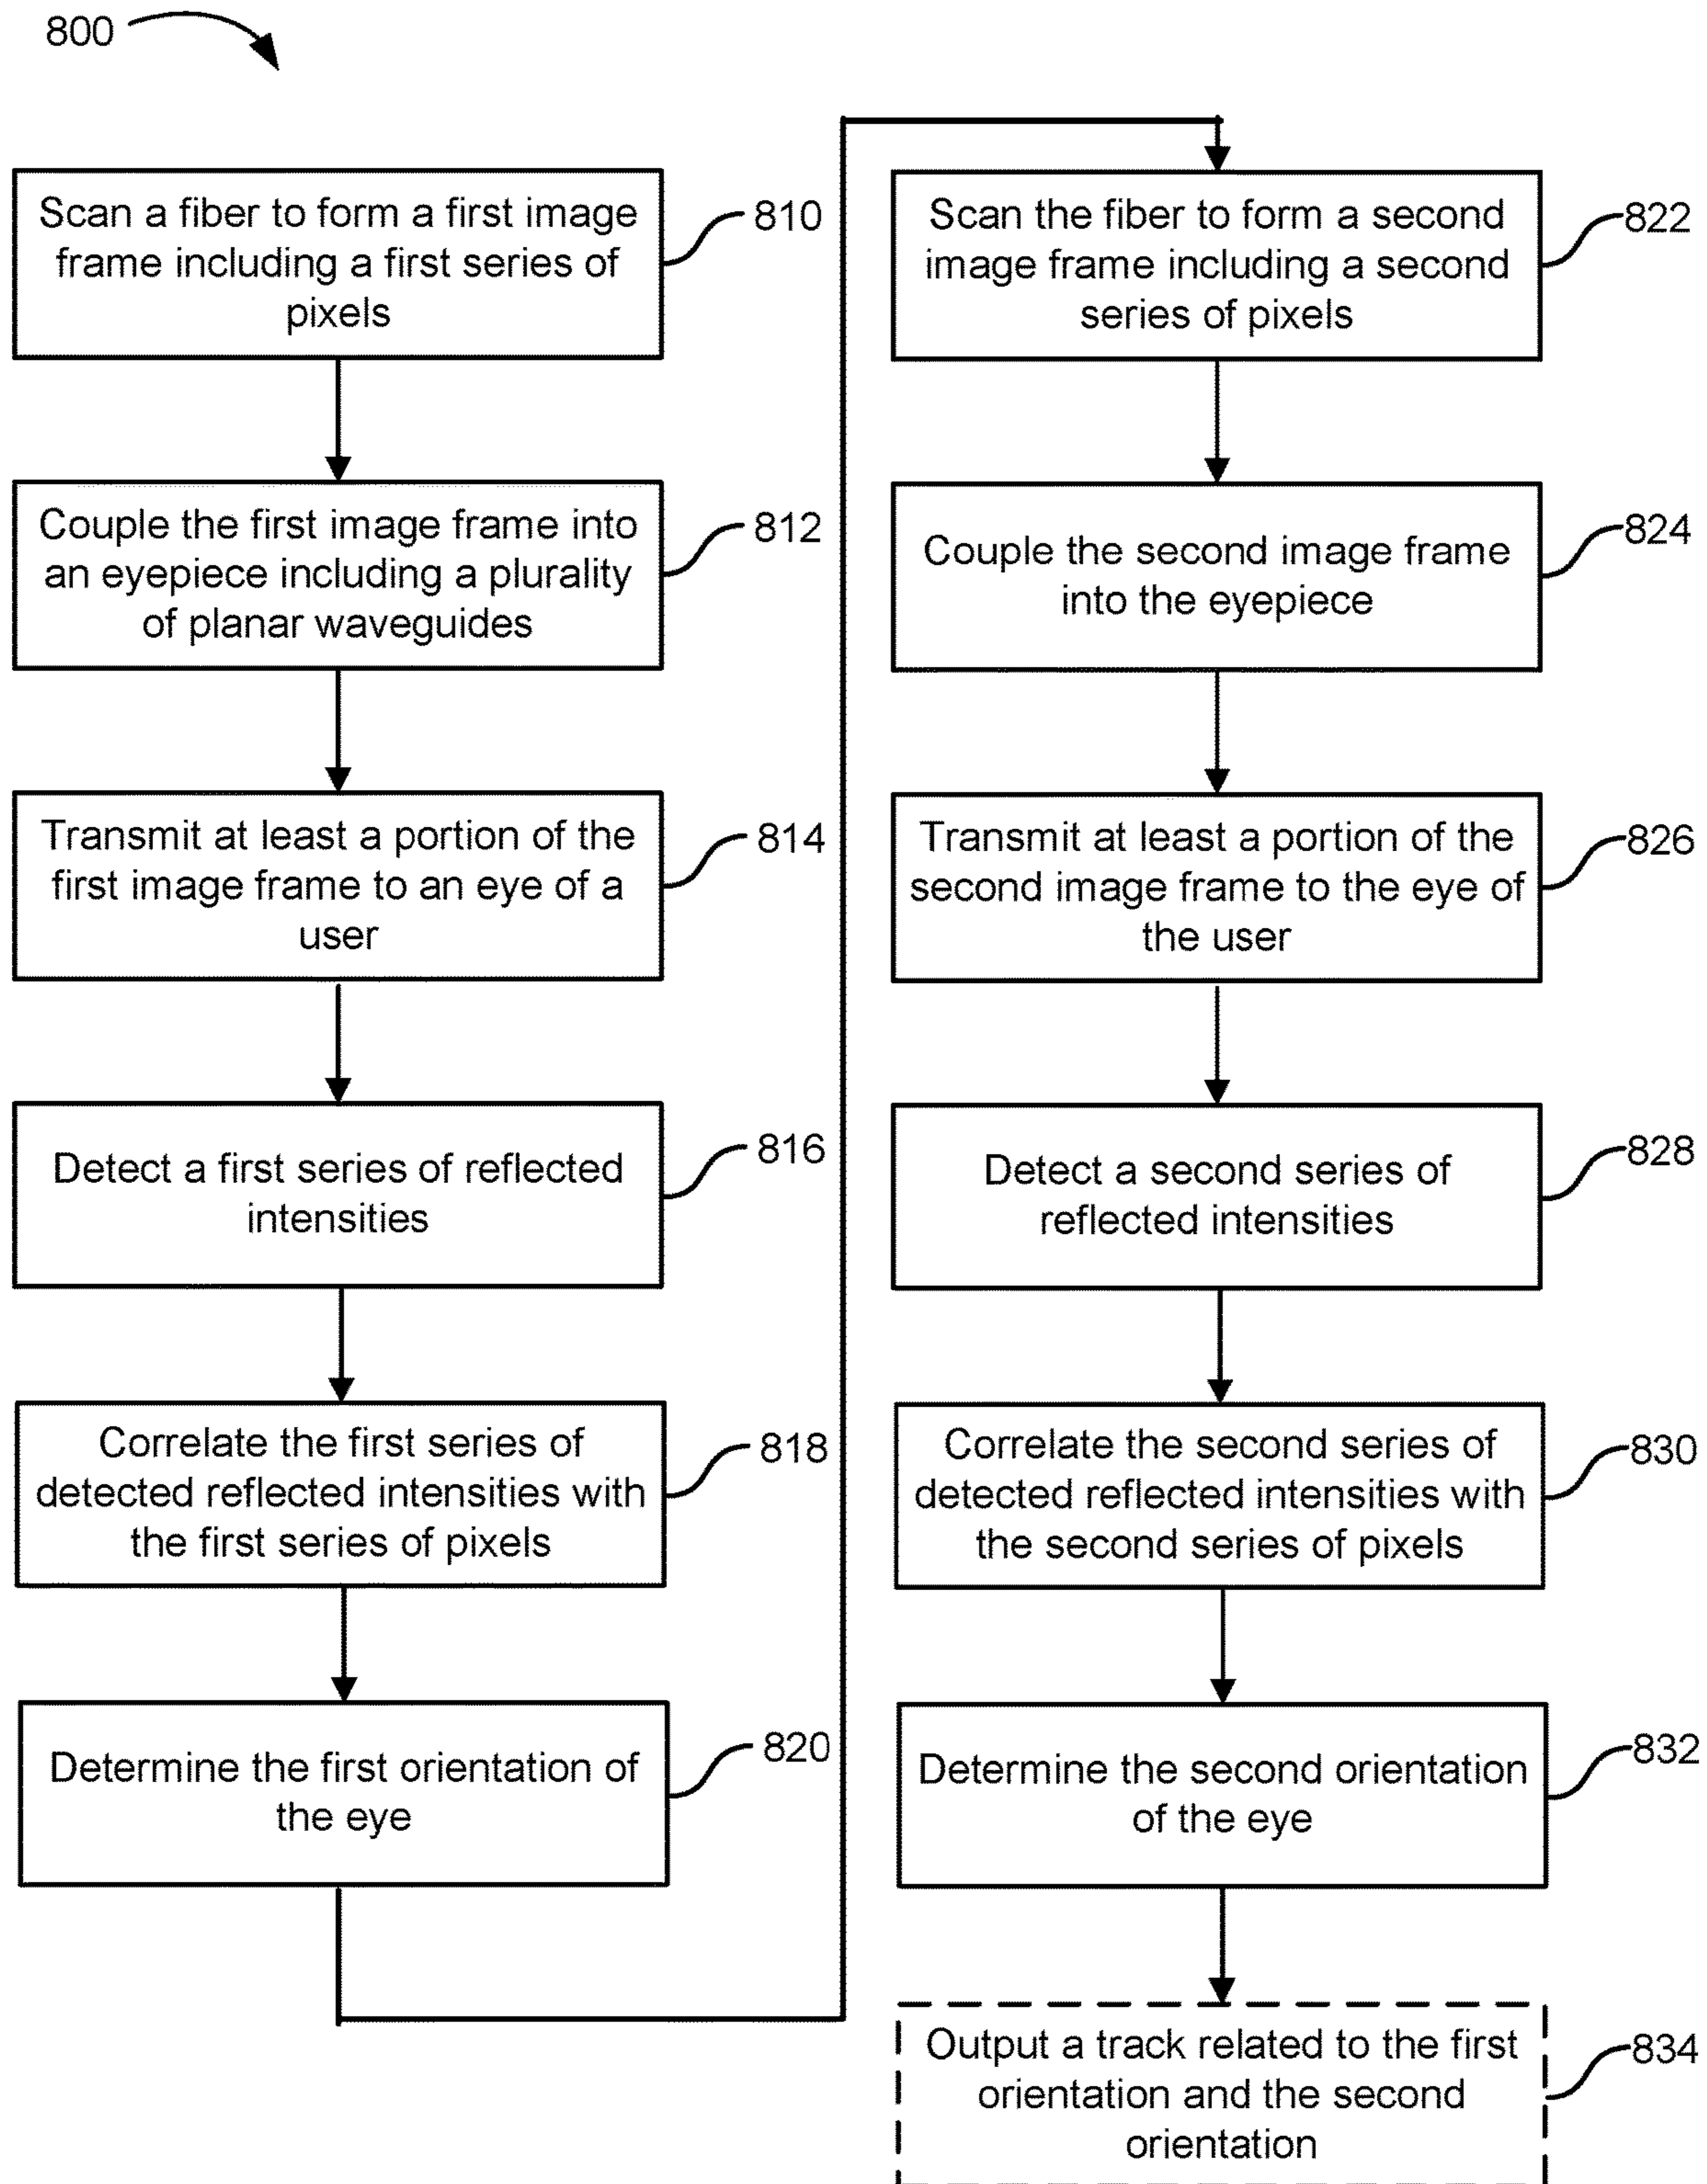 800
Scan a fiber to form a first image
frame including a first series of
pixels
810
Couple the first image frame into
an eyepiece including a plurality
of planar waveguides
812
Transmit at least a portion of the
first image frame to an eye of a
user
814
Detect a first series of reflected
intensities
816
Correlate the first series of
detected reflected intensities with
the first series of pixels
818
Determine the first orientation of
the eye
820
Scan the fiber to form a second
image frame including a second
series of pixels
822
Couple the second image frame
into the eyepiece
824
Transmit at least a portion of the
second image frame to the eye of
the user
826
Detect a second series of
reflected intensities
828
Correlate the second series of
detected reflected intensities with
the second series of pixels
830
Determine the second orientation
of the eye
832
Output a track related to the first
orientation and the second
orientation
834